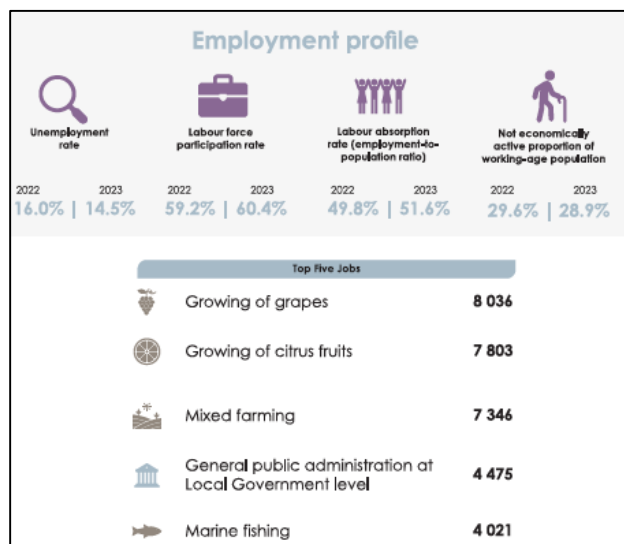 Employment profile
Unemployment
rate
Labour force
participation rate
Labour absorption
rate (employment-to-
population ratio)
Not economically
active proportion of
working-age population
2022 2023
16.0% | 14.5%
2022 2023
59.2% | 60.4%
2022 2023
49.8% | 51.6%
2022 2023
29.6% | 28.9%
Top Five Jobs
Growing of grapes 8 036
Growing of citrus fruits 7 803
Mixed farming 7 346
General public administration at
Local Government level 4 475
Marine fishing 4 021